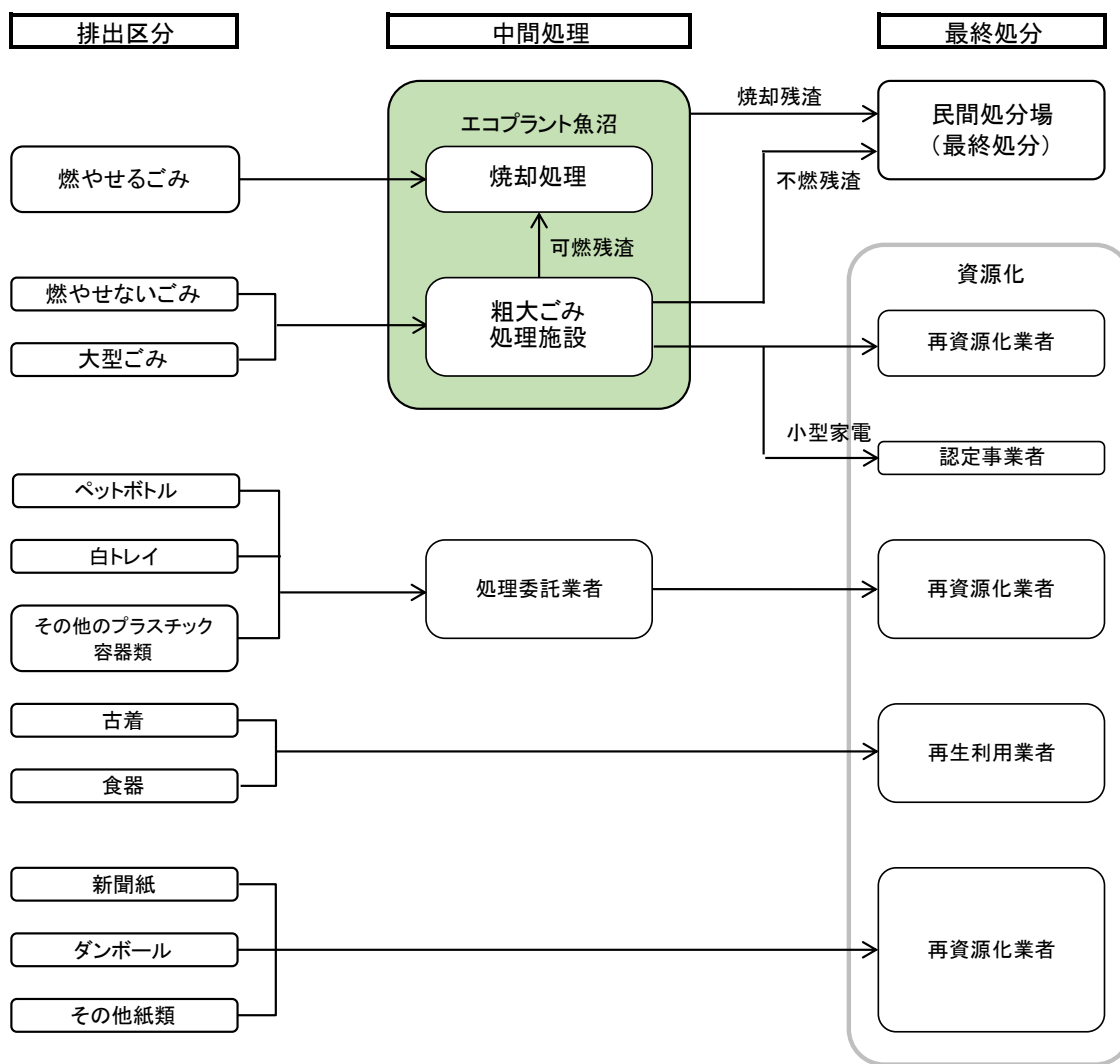 排出区分
中間処理
最終処分
エコプラント魚沼
焼却残渣
民間処分場
（最終処分）
燃やせるごみ
焼却処理
不燃残渣
可燃残渣
資源化
燃やせないごみ
大型ごみ
粗大ごみ
処理施設
再資源化業者
小型家電
認定事業者
ペットボトル
白トレイ
その他のプラスチック
容器類
処理委託業者
再資源化業者
古着
食器
再生利用業者
新聞紙
ダンボール
その他紙類
再資源化業者